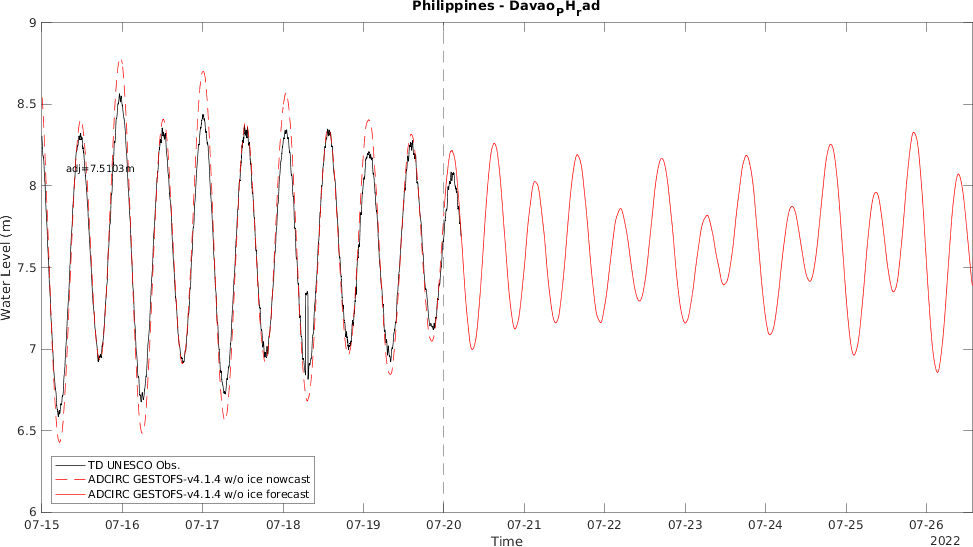 Philippines - Davao_pH_rad
9
8.5
8
7.5
7
6.5
6
Water Level (m)
adj=7.5103m
TD UNESCO Obs.
ADCIRC GESTOFS-v4.1.4 w/o ice nowcast
ADCIRC GESTOFS-v4.1.4 w/o ice forecast
07-15 07-16 07-17 07-18 07-19 07-20 07-21 07-22 07-23 07-24 07-25 07-26
Time
2022